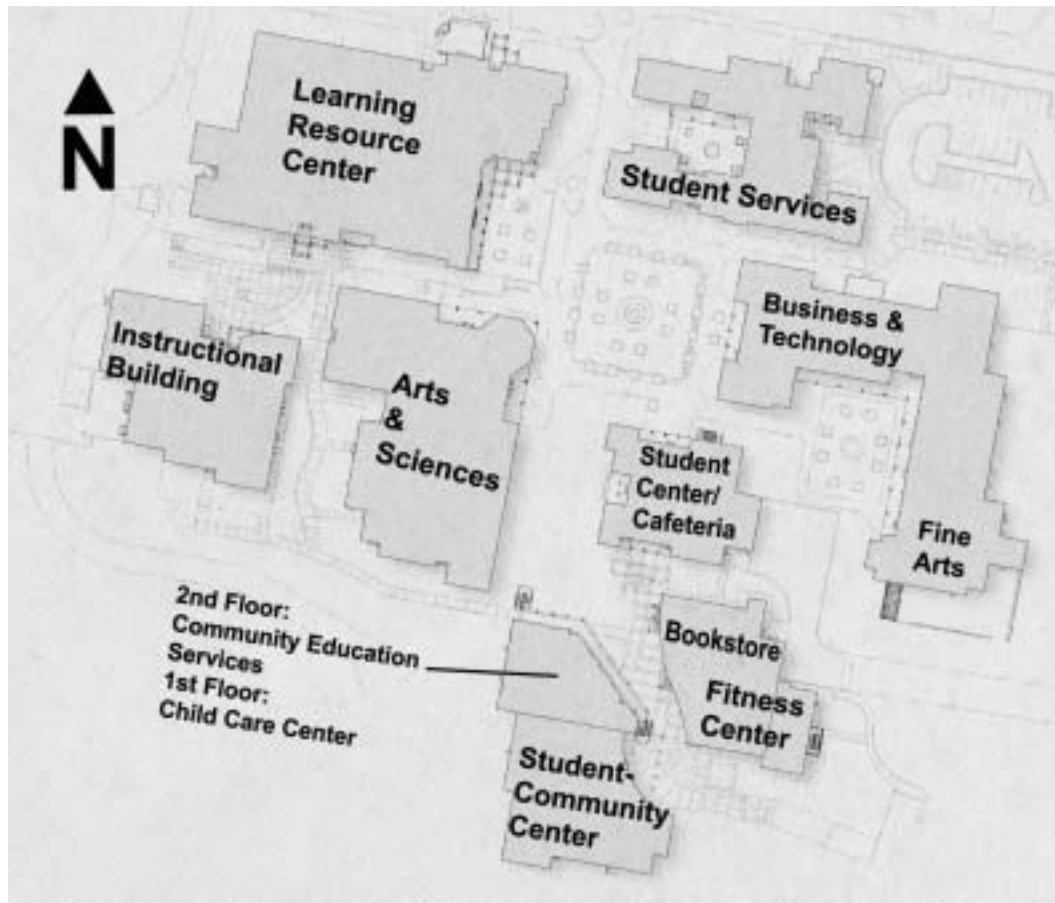 N
Learning
Resource
Center
Student Services
Instructional
Building
Arts
&
Sciences
Business &
Technology
Student
Center/
Cafeteria
Fine
Arts
2nd Floor:
Community Education
Services
1st Floor:
Child Care Center
Bookstore
Fitness
Center
Student-
Community
Center